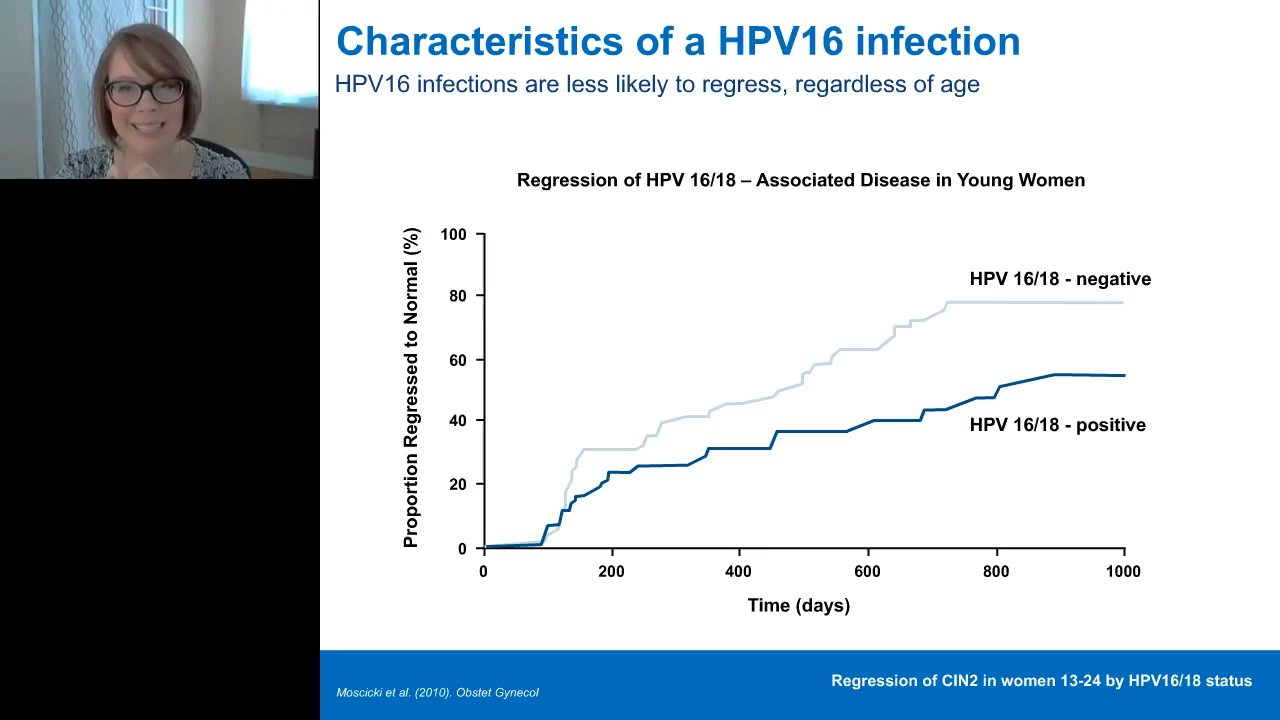 Characteristics of a HPV16 infection
HPV16 infections are less likely to regress, regardless of age
Regression of HPV 16/18 – Associated Disease in Young Women
Proportion Regressed to Normal (%)
100
80
60
40
20
0
HPV 16/18 - negative
HPV 16/18 - positive
0 200 400 600 800 1000
Time (days)
Moscicki et al. (2010). Obstet Gynecol
Regression of CIN2 in women 13-24 by HPV16/18 status